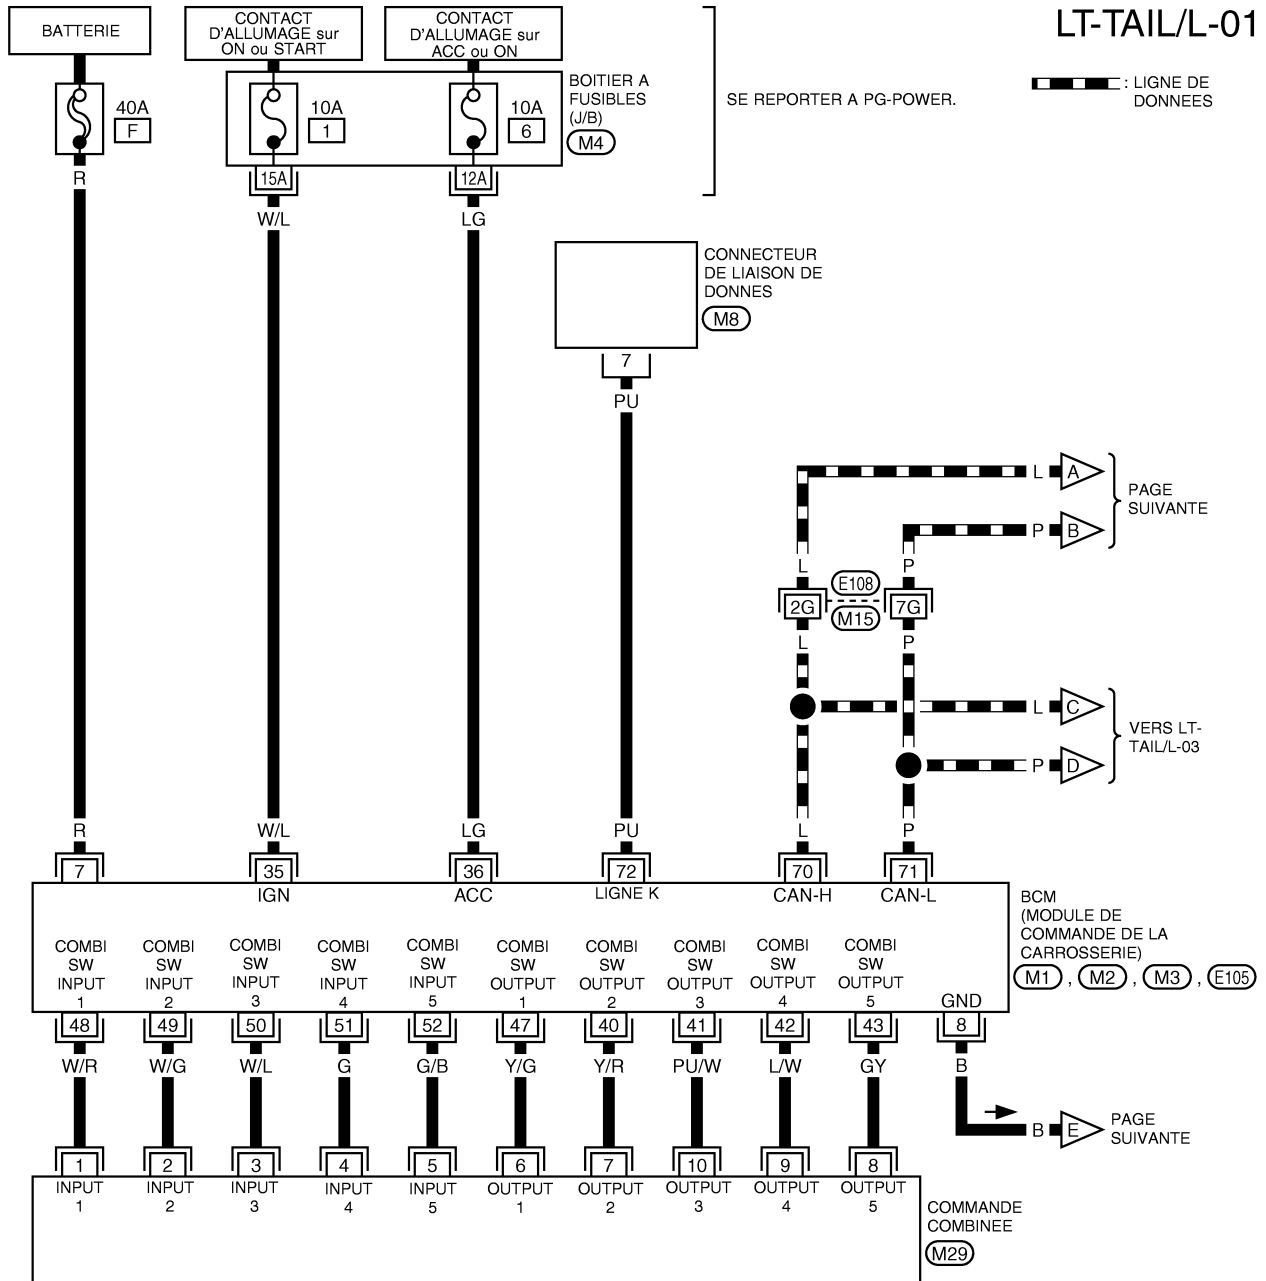 LT-TAIL/L-01
BATTERIE
CONTACT
D'ALLUMAGE sur
ON ou START
CONTACT
D'ALLUMAGE sur
ACC ou ON
: LIGNE DE
DONNEES
40A
F
10A
1
10A
6
BOITIER A
FUSIBLES
(J/B)
M4
SE REPORTER A PG-POWER.
R
15A
12A
W/L
LG
CONNECTEUR
DE LIAISON DE
DONNES
M8
7
PU
L
A
P
B
PAGE
SUIVANTE
L
P
2G
E108
M15
7G
L
P
L
C
P
D
VERS LT-
TAIL/L-03
R
W/L
LG
PU
L
P
7
35
36
72
70
71
IGN
ACC
LIGNE K
CAN-H
CAN-L
BCM
(MODULE DE
COMMANDE DE LA
CARROSSERIE)
M1 , M2 , M3 , E105
COMBI
SW
INPUT
1
COMBI
SW
INPUT
2
COMBI
SW
INPUT
3
COMBI
SW
INPUT
4
COMBI
SW
INPUT
5
COMBI
SW
OUTPUT
1
COMBI
SW
OUTPUT
2
COMBI
SW
OUTPUT
3
COMBI
SW
OUTPUT
4
COMBI
SW
OUTPUT
5
GND
48
49
50
51
52
47
40
41
42
43
8
W/R
W/G
W/L
G
G/B
Y/G
Y/R
PU/W
L/W
GY
B
B
E
PAGE
SUIVANTE
1
2
3
4
5
6
7
10
9
8
INPUT
1
INPUT
2
INPUT
3
INPUT
4
INPUT
5
OUTPUT
1
OUTPUT
2
OUTPUT
3
OUTPUT
4
OUTPUT
5
COMMANDE
COMBINEE
M29